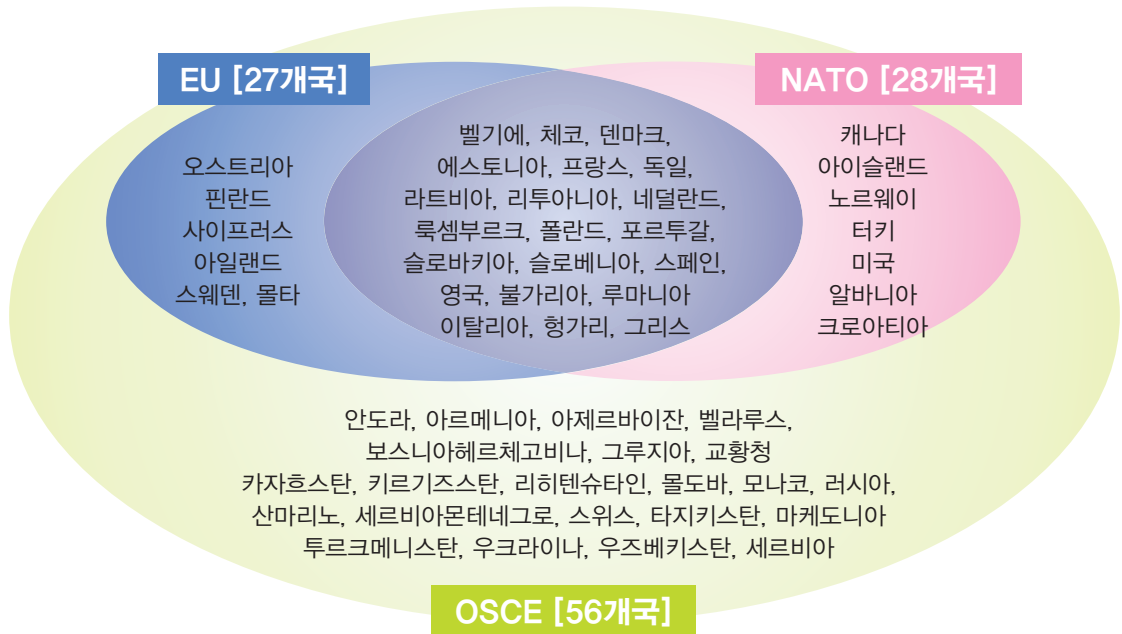 EU [27개국]
NATO [28개국]
오스트리아
핀란드
사이프러스
아일랜드
스웨덴, 몰타
벨기에, 체코, 덴마크,
에스토니아, 프랑스, 독일,
라트비아, 리투아니아, 네덜란드,
룩셈부르크, 폴란드, 포르투갈,
슬로바키아, 슬로베니아, 스페인,
영국, 불가리아, 루마니아
이탈리아, 헝가리, 그리스
캐나다
아이슬랜드
노르웨이
터키
미국
알바니아
크로아티아
안도라, 아르메니아, 아제르바이잔, 벨라루스,
보스니아헤르체고비나, 그루지아, 교황청
카자흐스탄, 키르기즈스탄, 리히텐슈타인, 몰도바, 모나코, 러시아,
산마리노, 세르비아몬테네그로, 스위스, 타지키스탄, 마케도니아
투르크메니스탄, 우크라이나, 우즈베키스탄, 세르비아
OSCE [56개국]